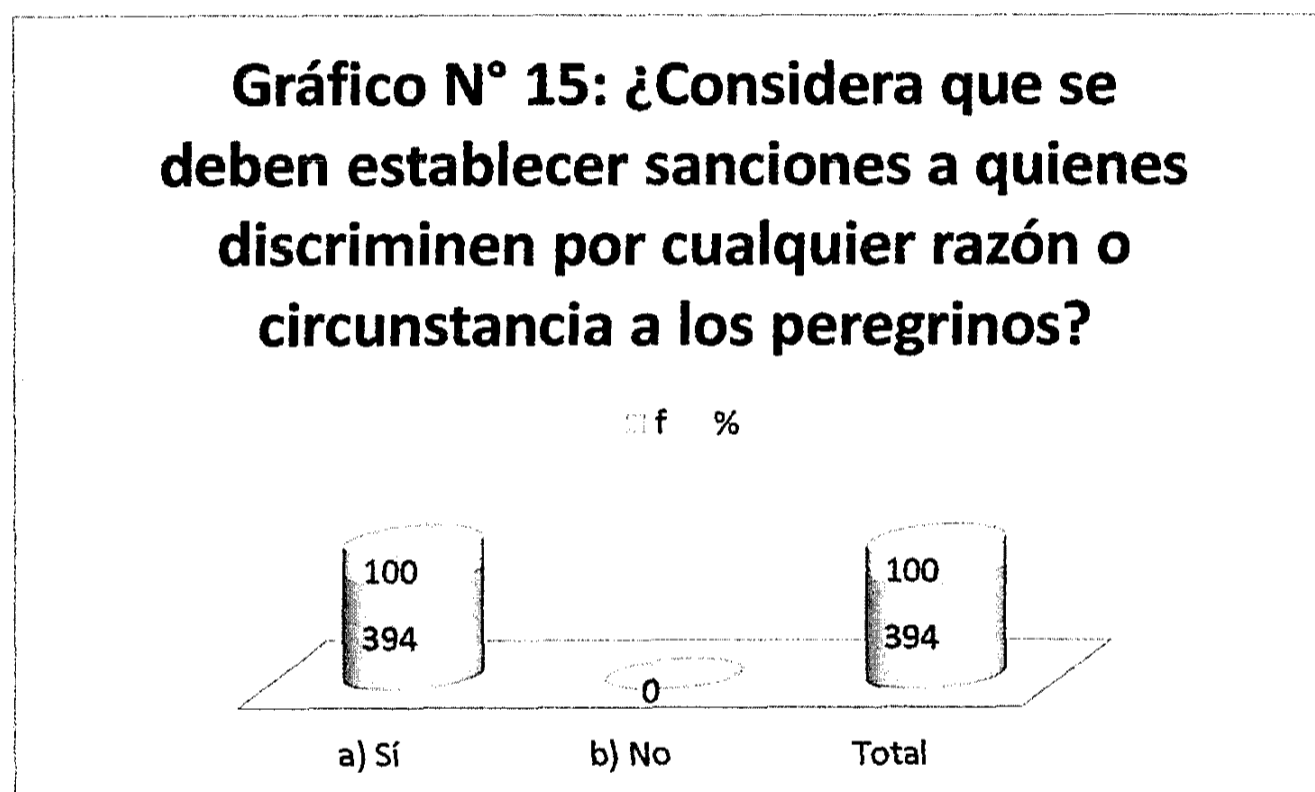 Gráfico N° 15: ¿Considera que se
deben establecer sanciones a quienes
discriminen por cualquier razón o
circunstancia a los peregrinos?
f %
100 100
394 394
0
a) Sí b) No Total